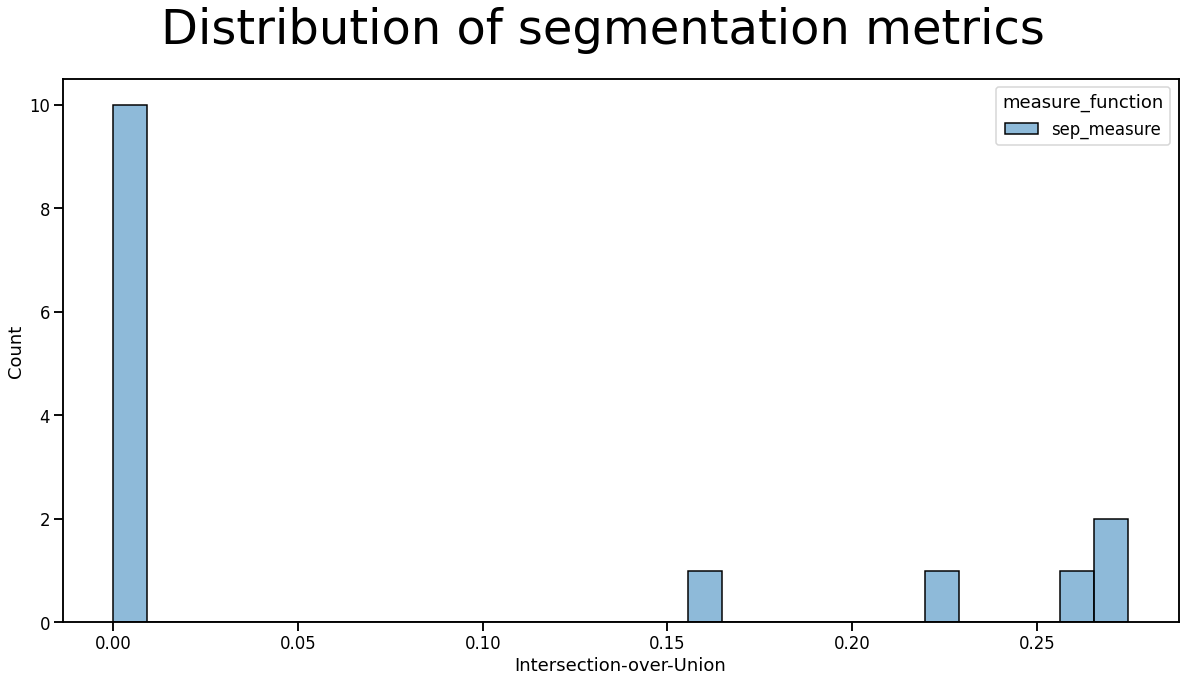 Distribution of segmentation metrics
measure_function
sep_measure
10
8
6
4
2
0
Count
0.00 0.05 0.10 0.15 0.20 0.25
Intersection-over-Union